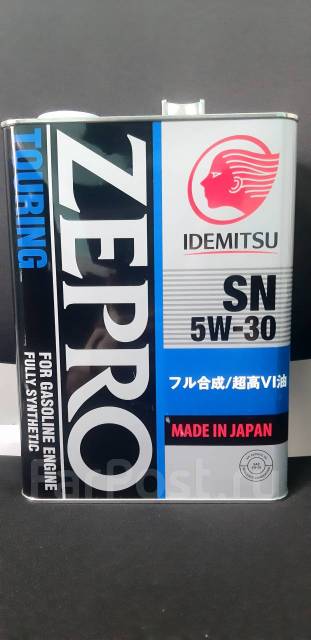 TOURING
ZEPRO
FOR GASOLINE ENGINE
FULLY SYNTHETIC
IDEMITSU
SN
5W-30
フル合成/超高VI油
MADE IN JAPAN
FarPost.ru